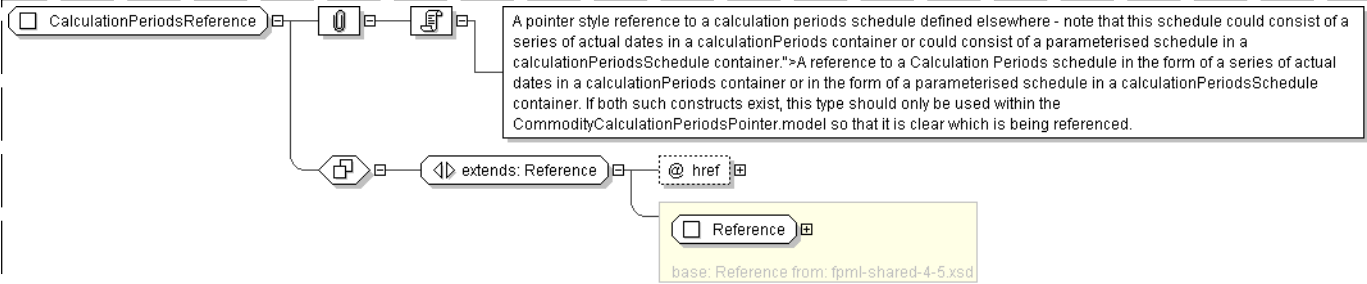 CalculationPeriodsReference
A pointer style reference to a calculation periods schedule defined elsewhere - note that this schedule could consist of a
series of actual dates in a calculationPeriods container or could consist of a parameterised schedule in a
calculationPeriodsSchedule container.">A reference to a Calculation Periods schedule in the form of a series of actual
dates in a calculationPeriods container or in the form of a parameterised schedule in a calculationPeriodsSchedule
container. If both such constructs exist, this type should only be used within the
CommodityCalculationPeriodsPointer.model so that it is clear which is being referenced.
extends: Reference
@ href
Reference
base: Reference from: fpml-shared-4-5.xsd